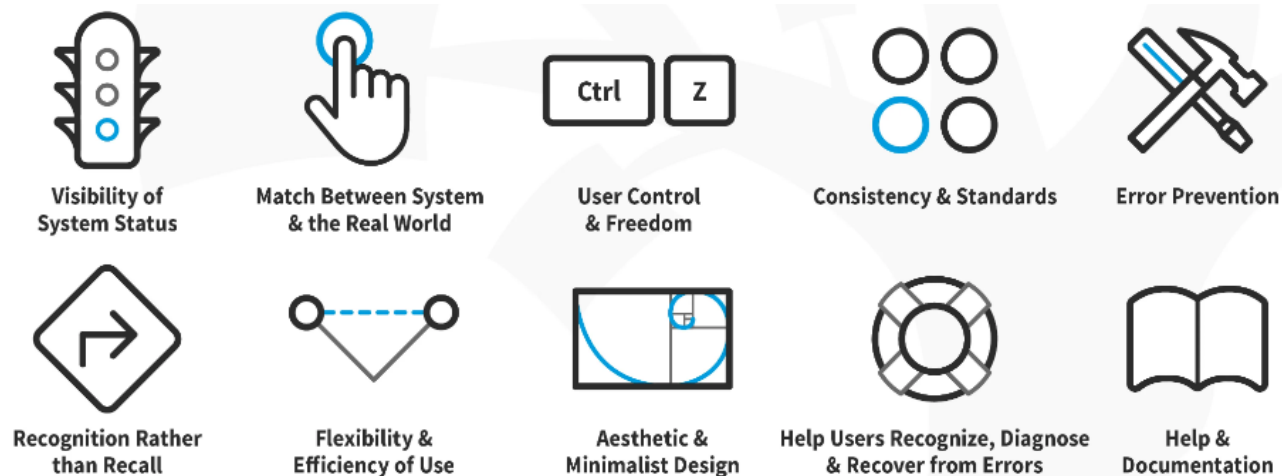 Ctrl
Z
Visibility of
System Status
Match Between System
& the Real World
User Control
& Freedom
Consistency & Standards
Error Prevention
Recognition Rather
than Recall
Flexibility &
Efficiency of Use
Aesthetic &
Minimalist Design
Help Users Recognize, Diagnose
& Recover from Errors
Help &
Documentation